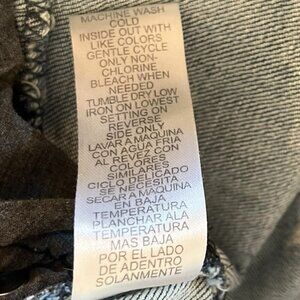 MACHINE WASH
COLD
INSIDE OUT WITH
LIKE COLORS
GENTLE CYCLE
ONLY NON-
CHLORINE
BLEACH WHEN
NEEDED
TUMBLE DRY LOW
IRON ON LOWEST
SETTING ON
REVERSE
SIDE ONLY
LAVAR A MAQUINA
CON AGUA FRIA
AL REVEZ CON
COLORES
SIMILARES
CICLO DELICADO
SE NECESITA
SECAR A MAQUINA
EN BAJA
TEMPERATURA
PLANCHAR ALA
TEMPERATURA
MAS BAJA
POR EL LADO
DE ADENTRO
SOLANMENTE